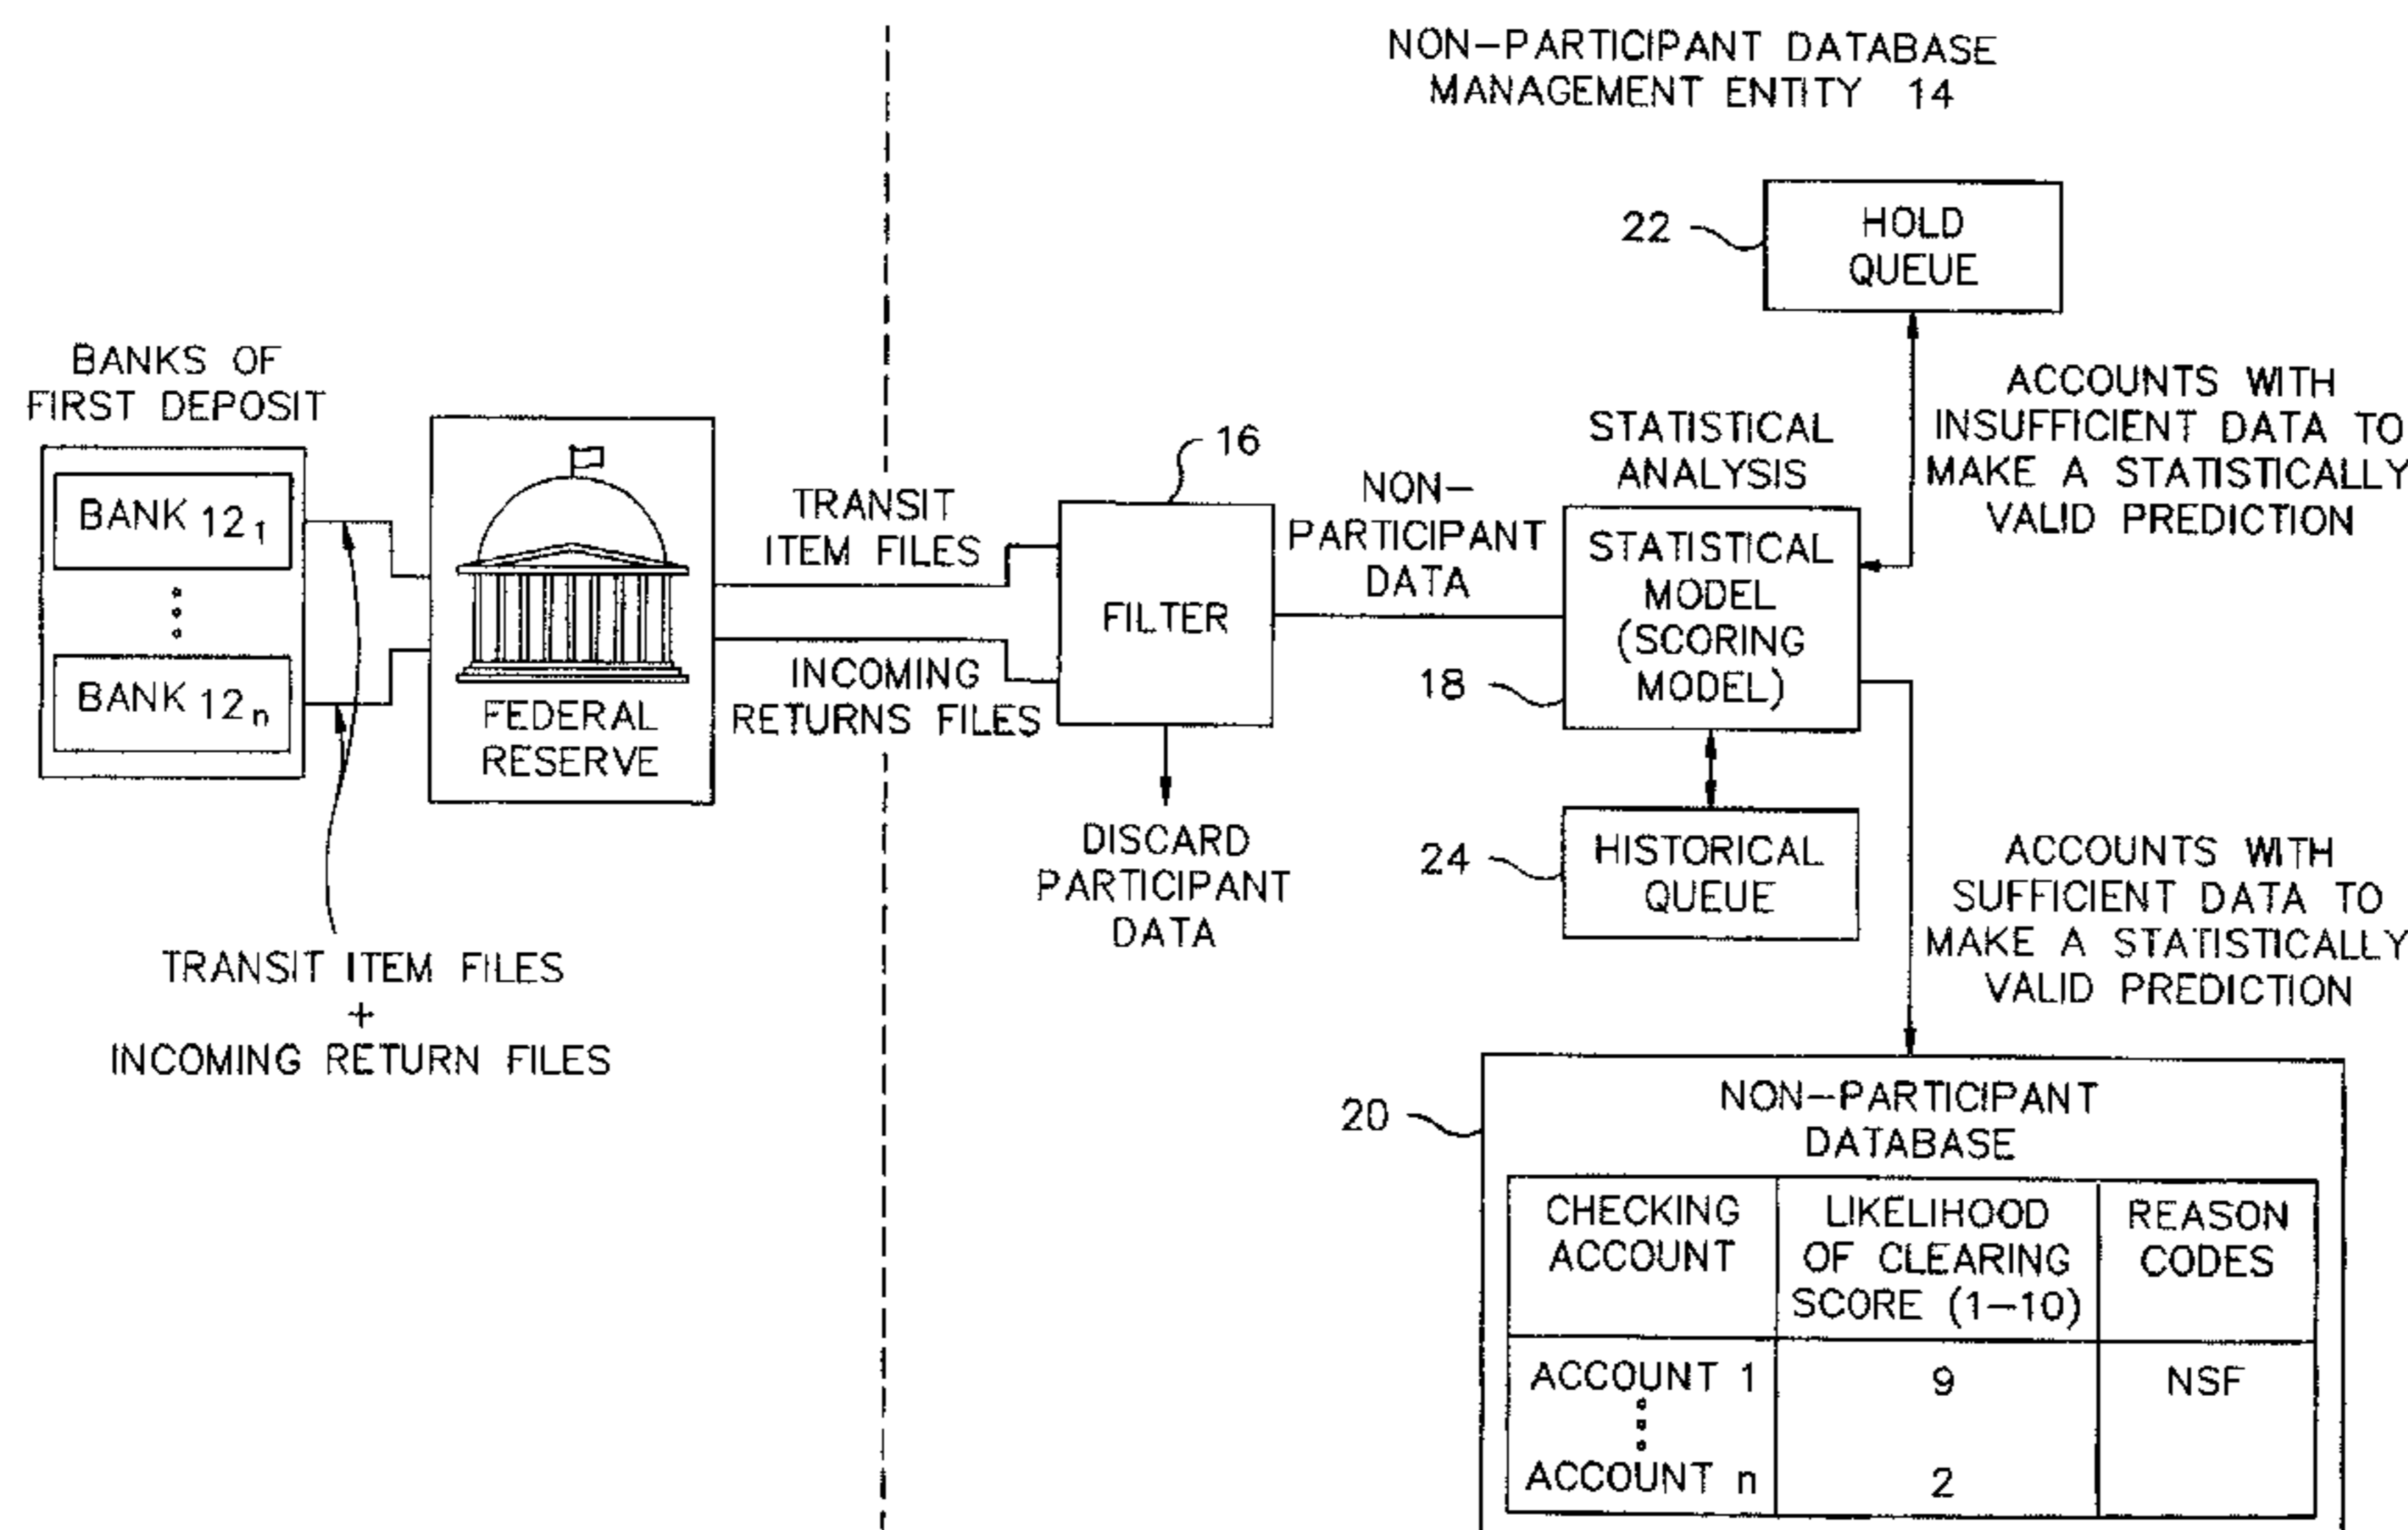 NON-PARTICIPANT DATABASE
MANAGEMENT ENTITY 14
22
HOLD
QUEUE
BANKS OF
FIRST DEPOSIT
BANK 12₁
BANK 12ₙ
FEDERAL
RESERVE
TRANSIT ITEM FILES
+
INCOMING RETURN FILES
TRANSIT
ITEM FILES
INCOMING
RETURNS FILES
16
FILTER
DISCARD
PARTICIPANT
DATA
NON-
PARTICIPANT
DATA
STATISTICAL
ANALYSIS
STATISTICAL
MODEL
(SCORING
MODEL)
18
ACCOUNTS WITH
INSUFFICIENT DATA TO
MAKE A STATISTICALLY
VALID PREDICTION
24
HISTORICAL
QUEUE
ACCOUNTS WITH
SUFFICIENT DATA TO
MAKE A STATISTICALLY
VALID PREDICTION
20
NON-PARTICIPANT
DATABASE
CHECKING
ACCOUNT
LIKELIHOOD
OF CLEARING
SCORE (1-10)
REASON
CODES
ACCOUNT 1 9 NSF
ACCOUNT n 2